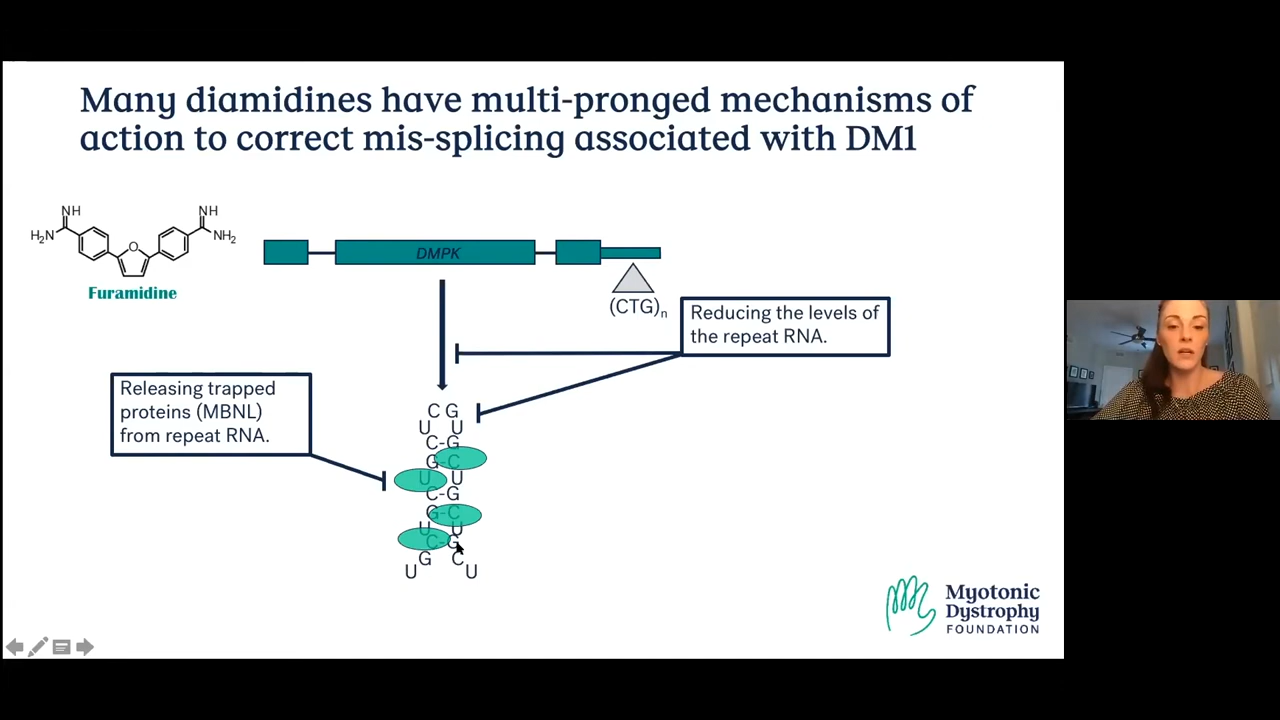 Many diamidines have multi-pronged mechanisms of
action to correct mis-splicing associated with DM1
NH
NH
H₂N
O
NH₂
Furamidine
DMPK
(CTG)n
Reducing the levels of
the repeat RNA.
Releasing trapped
proteins (MBNL)
from repeat RNA.
C G
U U
C-G
G-C
U U
C-G
G-C
U U
C-G
G C
U U
Myotonic
Dystrophy
FOUNDATION